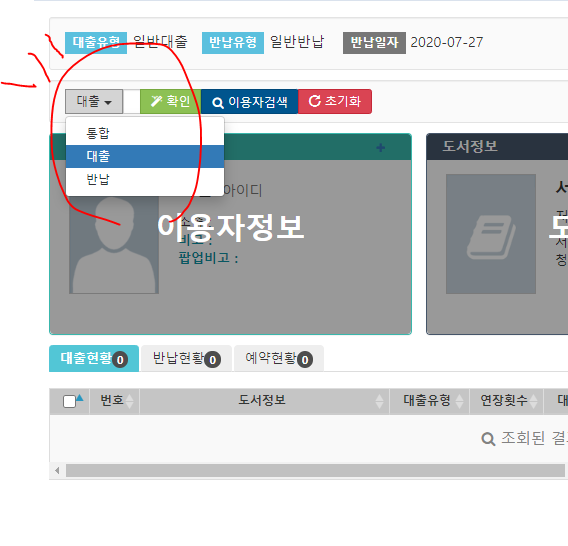 대출유형 일반대출 반납유형 일반반납 반납일자 2020-07-27
대출 확인 이용자검색 초기화
통합
대출
반납
+
도서정보
아이디
이용자정보
비고 :
팝업비고 :
대출현황 0 반납현황 0 예약현황 0
번호 도서정보 대출유형 연장횟수
조회된